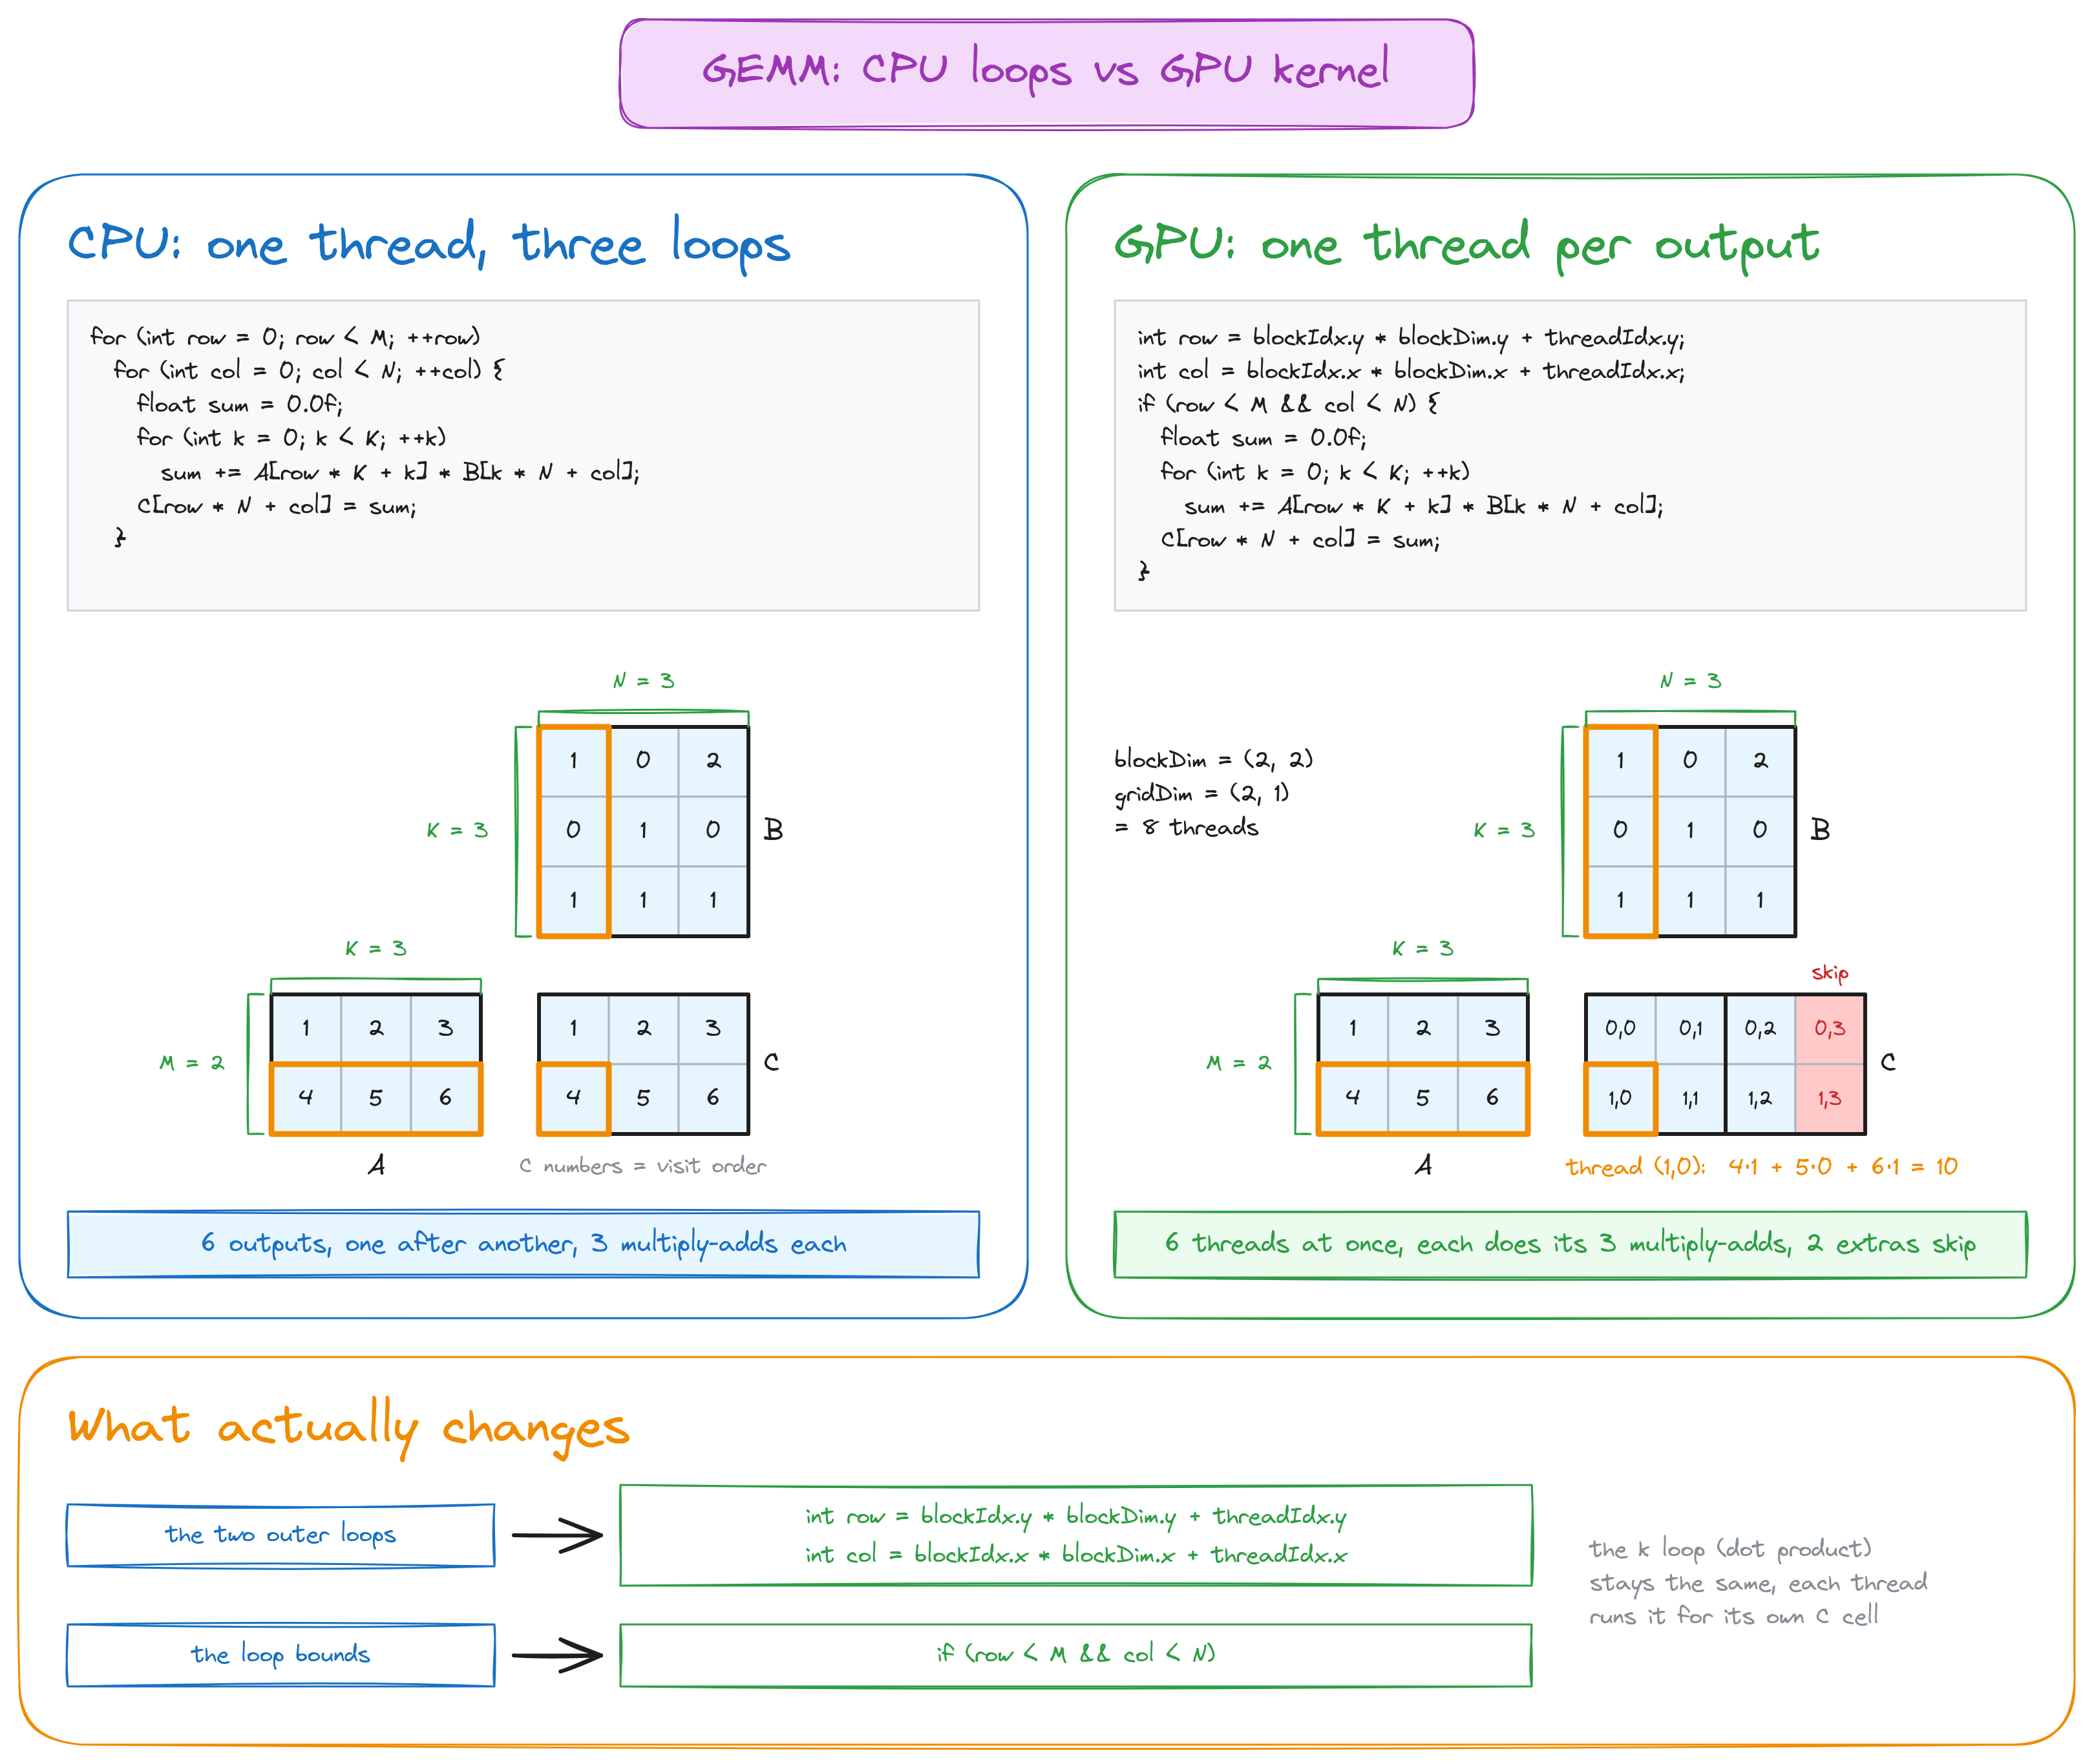 GEMM: CPU loops vs GPU kernel
CPU: one thread, three loops
for (int row = 0; row < M; ++row)
for (int col = 0; col < N; ++col) {
float sum = 0.0f;
for (int k = 0; k < K; ++k)
sum += A[row * K + k] * B[k * N + col];
C[row * N + col] = sum;
}
N = 3
K = 3
1 0 2
0 1 0
1 1 1
B
K = 3
M = 2
1 2 3
4 5 6
A
1 2 3
4 5 6
C
C numbers = visit order
6 outputs, one after another, 3 multiply-adds each
GPU: one thread per output
int row = blockIdx.y * blockDim.y + threadIdx.y;
int col = blockIdx.x * blockDim.x + threadIdx.x;
if (row < M && col < N) {
float sum = 0.0f;
for (int k = 0; k < K; ++k)
sum += A[row * K + k] * B[k * N + col];
C[row * N + col] = sum;
}
blockDim = (2, 2)
gridDim = (2, 1)
= 8 threads
N = 3
K = 3
1 0 2
0 1 0
1 1 1
B
K = 3
M = 2
1 2 3
4 5 6
A
skip
0,0 0,1 0,2 0,3
1,0 1,1 1,2 1,3
C
thread (1,0): 4·1 + 5·0 + 6·1 = 10
6 threads at once, each does its 3 multiply-adds, 2 extras skip
What actually changes
the two outer loops
int row = blockIdx.y * blockDim.y + threadIdx.y
int col = blockIdx.x * blockDim.x + threadIdx.x
the loop bounds
if (row < M && col < N)
the k loop (dot product)
stays the same, each thread
runs it for its own C cell